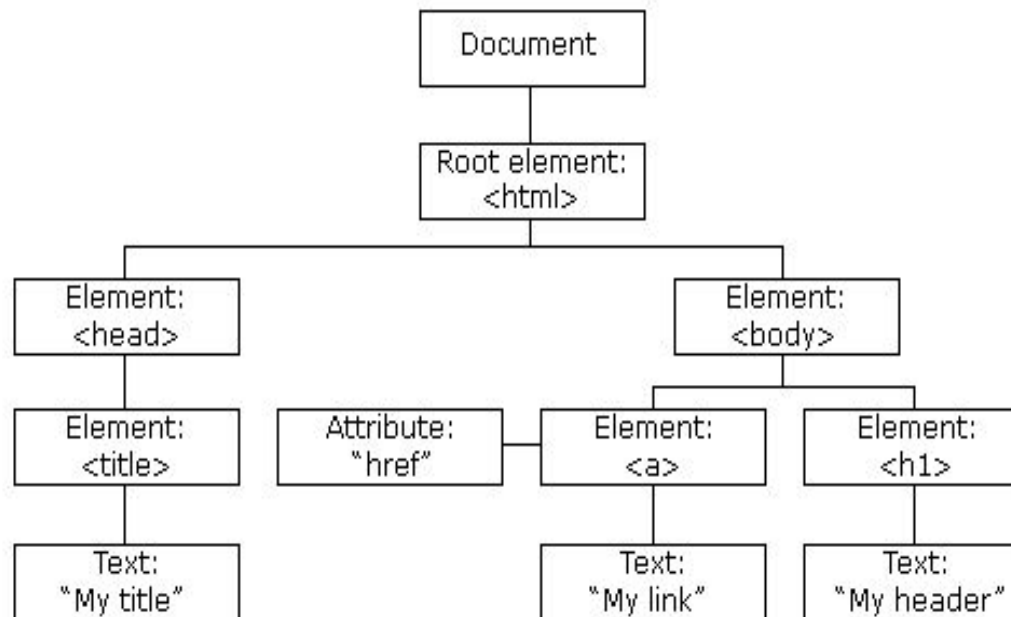 Document
Root element:
<html>
Element:
<head>
Element:
<body>
Element:
<title>
Attribute:
“href”
Element:
<a>
Element:
<h1>
Text:
“My title”
Text:
“My link”
Text:
“My header”